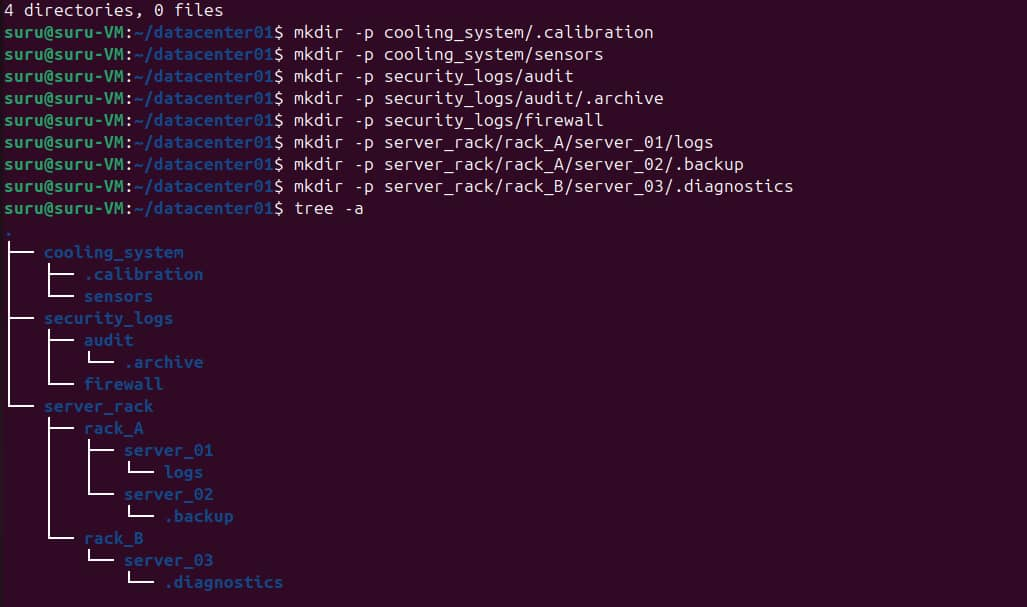 4 directories, 0 files
suru@suru-VM:~/datacenter01$ mkdir -p cooling_system/.calibration
suru@suru-VM:~/datacenter01$ mkdir -p cooling_system/sensors
suru@suru-VM:~/datacenter01$ mkdir -p security_logs/audit
suru@suru-VM:~/datacenter01$ mkdir -p security_logs/audit/.archive
suru@suru-VM:~/datacenter01$ mkdir -p security_logs/firewall
suru@suru-VM:~/datacenter01$ mkdir -p server_rack/rack_A/server_01/logs
suru@suru-VM:~/datacenter01$ mkdir -p server_rack/rack_A/server_02/.backup
suru@suru-VM:~/datacenter01$ mkdir -p server_rack/rack_B/server_03/.diagnostics
suru@suru-VM:~/datacenter01$ tree -a
.
├── cooling_system
│   ├── .calibration
│   └── sensors
├── security_logs
│   ├── audit
│   │   └── .archive
│   └── firewall
└── server_rack
    ├── rack_A
    │   ├── server_01
    │   │   └── logs
    │   └── server_02
    │       └── .backup
    └── rack_B
        └── server_03
            └── .diagnostics